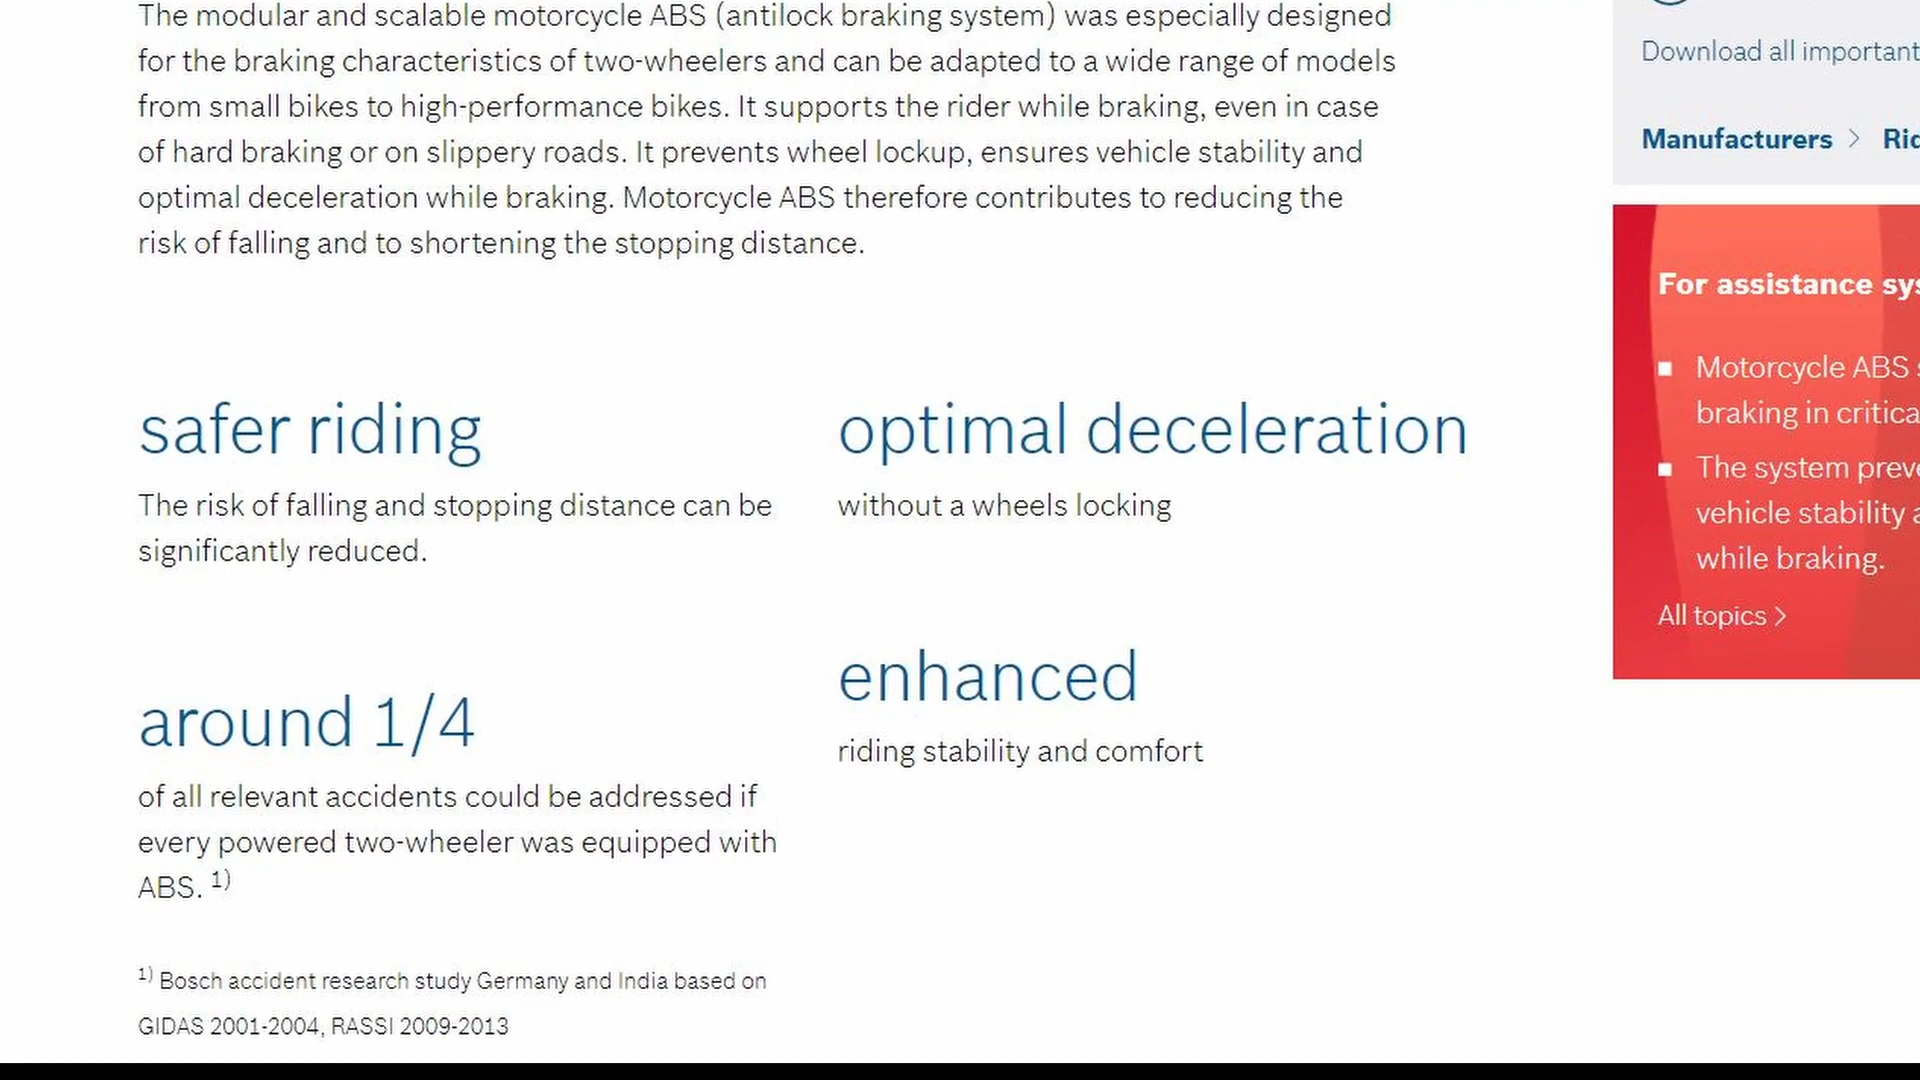 The modular and scalable motorcycle ABS (antilock braking system) was especially designed
for the braking characteristics of two-wheelers and can be adapted to a wide range of models
from small bikes to high-performance bikes. It supports the rider while braking, even in case
of hard braking or on slippery roads. It prevents wheel lockup, ensures vehicle stability and
optimal deceleration while braking. Motorcycle ABS therefore contributes to reducing the
risk of falling and to shortening the stopping distance.
safer riding
The risk of falling and stopping distance can be
significantly reduced.
around 1/4
of all relevant accidents could be addressed if
every powered two-wheeler was equipped with
ABS. 1)
1) Bosch accident research study Germany and India based on
GIDAS 2001-2004, RASSI 2009-2013
optimal deceleration
without a wheels locking
enhanced
riding stability and comfort
Download all important
Manufacturers
For assistance
Motorcycle ABS
braking in
The system
vehicle stability
while braking.
All topics